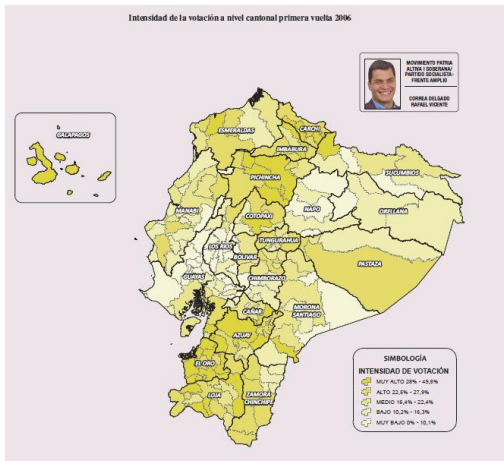 Intensidad de la votación a nivel cantonal primera vuelta 2006
MOVIMIENTO PATRIA
ALTIVA I SOBERANA/
PARTIDO SOCIALISTA-
FRENTE AMPLIO
CORREA DELGADO
RAFAEL VICENTE
GALAPAGOS
ESMERALDAS
CARCHI
IMBABURA
SUCUMBIOS
PICHINCHA
NAPO
ORELLANA
MANABI
COTOPAXI
LOS RIOS
TUNGURAHUA
BOLIVAR
PASTAZA
GUAYAS
CHIMBORAZO
MORONA
SANTIAGO
CAÑAR
AZUAY
EL ORO
LOJA
ZAMORA
CHINCHIPE
SIMBOLOGÍA
INTENSIDAD DE VOTACIÓN
MUY ALTO 28% - 49,8%
ALTO 22,5% - 27,9%
MEDIO 16,4% - 22,4%
BAJO 10,2% - 16,3%
MUY BAJO 0% - 10,1%